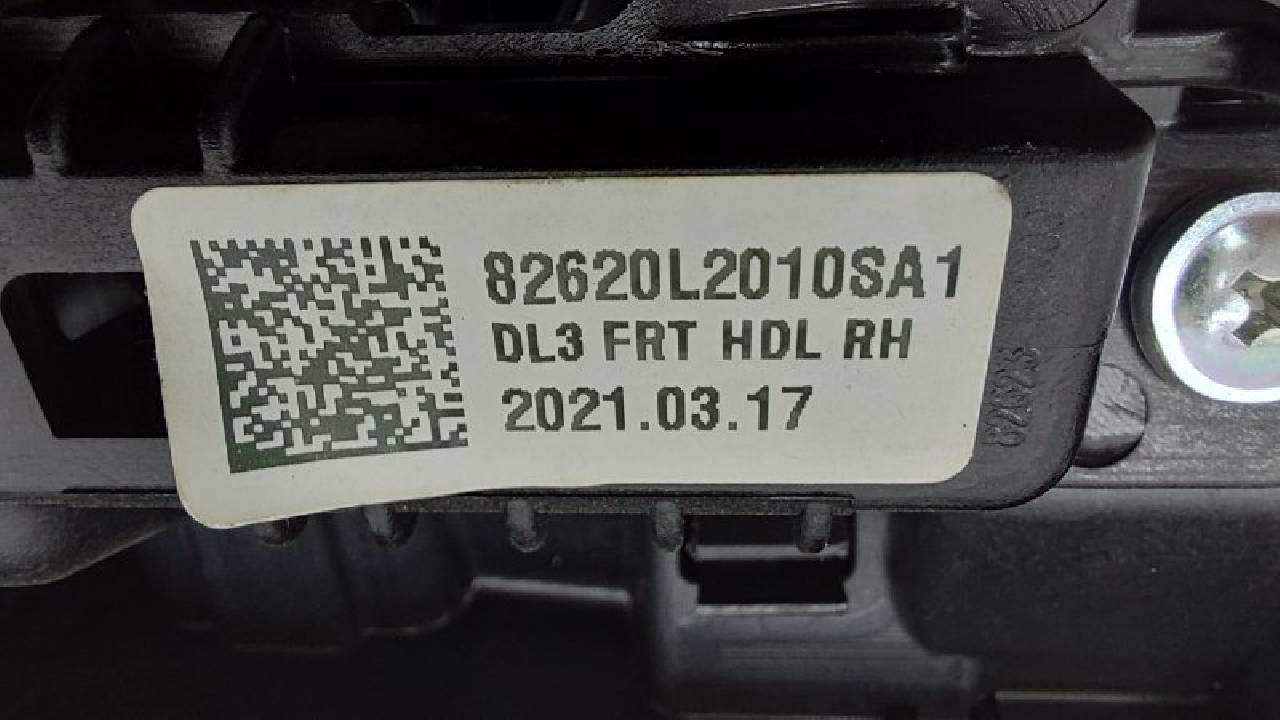 82620L2010SA1
DL3 FRT HDL RH
2021.03.17